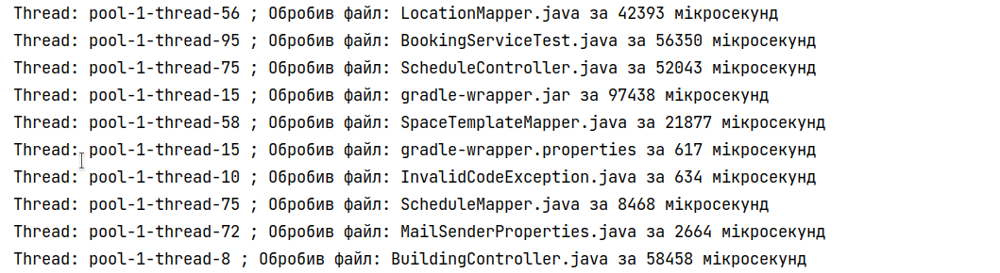 Thread: pool-1-thread-56 ; Обробив файл: LocationMapper.java за 42393 мікросекунд
Thread: pool-1-thread-95 ; Обробив файл: BookingServiceTest.java за 56350 мікросекунд
Thread: pool-1-thread-75 ; Обробив файл: ScheduleController.java за 52043 мікросекунд
Thread: pool-1-thread-15 ; Обробив файл: gradle-wrapper.jar за 97438 мікросекунд
Thread: pool-1-thread-58 ; Обробив файл: SpaceTemplateMapper.java за 21877 мікросекунд
Thread: pool-1-thread-15 ; Обробив файл: gradle-wrapper.properties за 617 мікросекунд
Thread: pool-1-thread-10 ; Обробив файл: InvalidCodeException.java за 634 мікросекунд
Thread: pool-1-thread-75 ; Обробив файл: ScheduleMapper.java за 8468 мікросекунд
Thread: pool-1-thread-72 ; Обробив файл: MailSenderProperties.java за 2664 мікросекунд
Thread: pool-1-thread-8 ; Обробив файл: BuildingController.java за 58458 мікросекунд